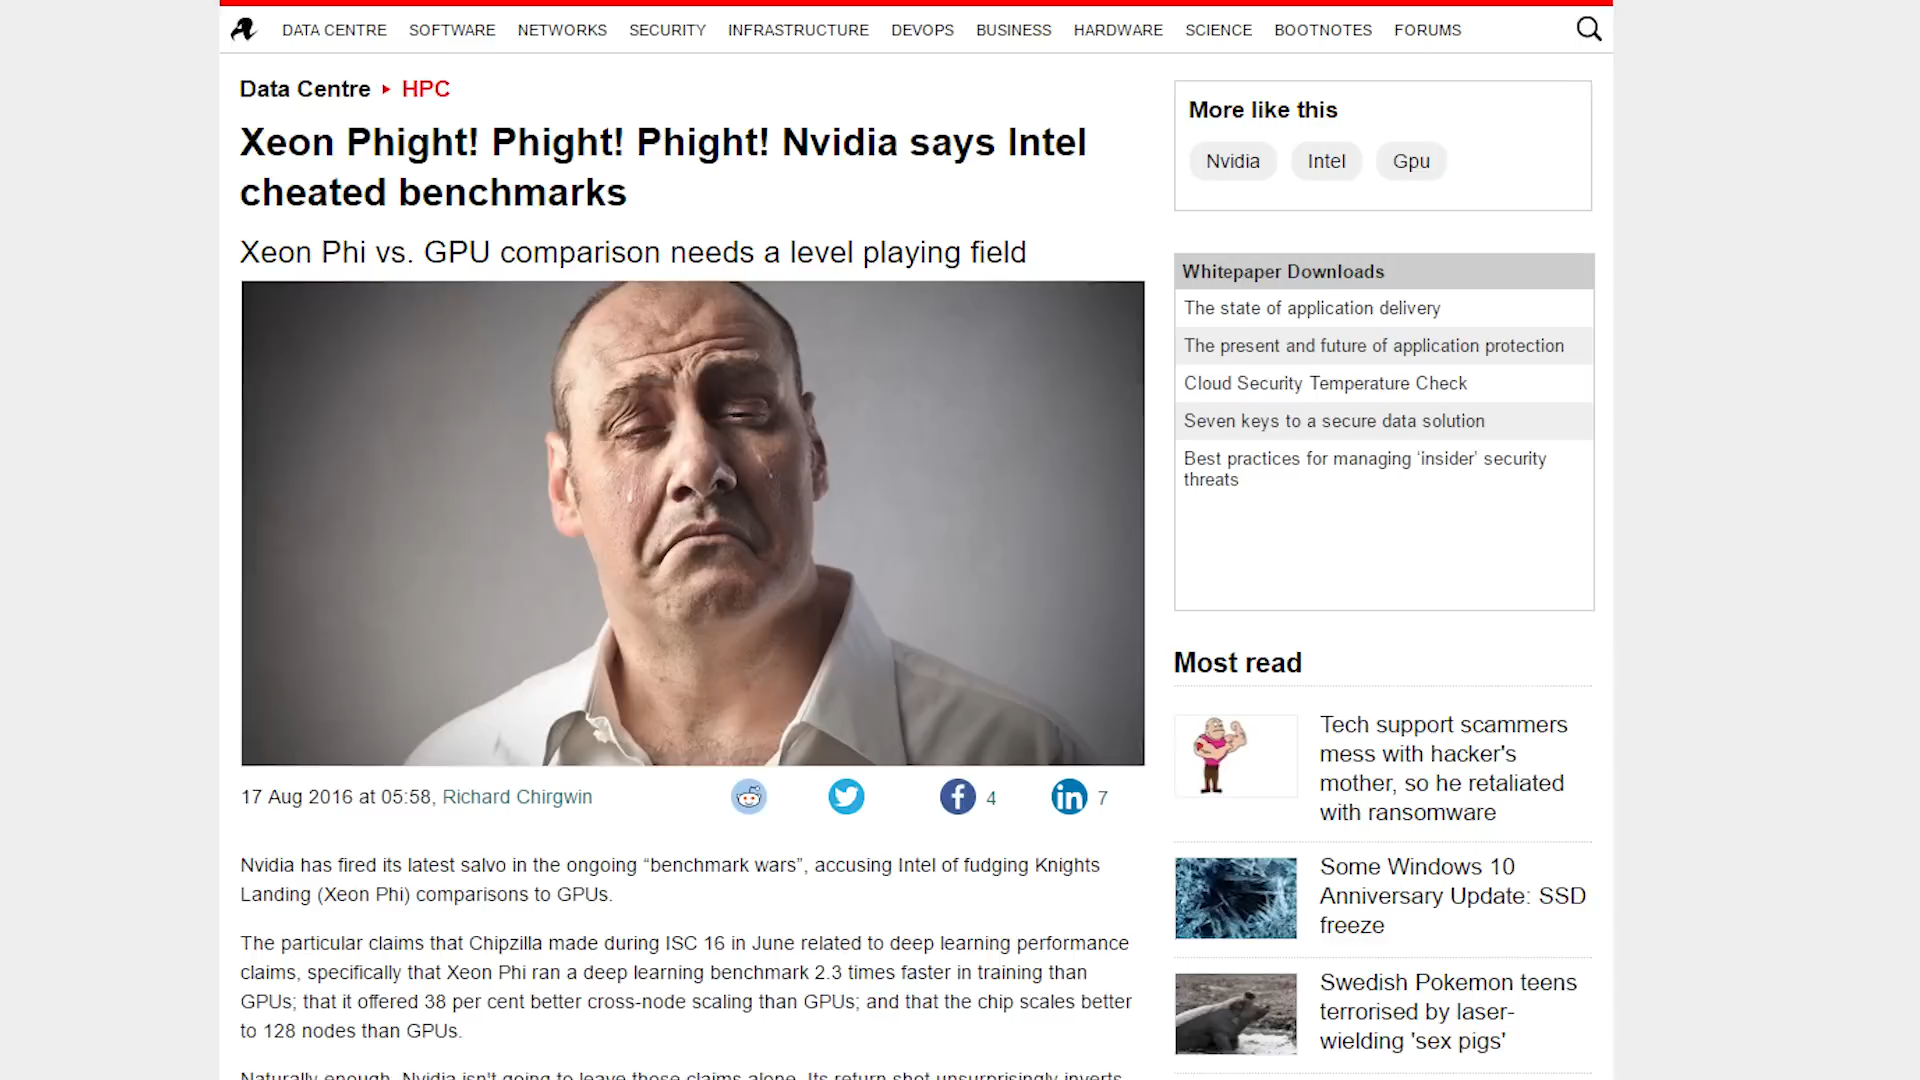 DATA CENTRE SOFTWARE NETWORKS SECURITY INFRASTRUCTURE DEVOPS BUSINESS HARDWARE SCIENCE BOOTNOTES FORUMS
Data Centre ▸ HPC
Xeon Phight! Phight! Phight! Nvidia says Intel
cheated benchmarks
Xeon Phi vs. GPU comparison needs a level playing field
17 Aug 2016 at 05:58, Richard Chirgwin
4
7
Nvidia has fired its latest salvo in the ongoing “benchmark wars”, accusing Intel of fudging Knights
Landing (Xeon Phi) comparisons to GPUs.
The particular claims that Chipzilla made during ISC 16 in June related to deep learning performance
claims, specifically that Xeon Phi ran a deep learning benchmark 2.3 times faster in training than
GPUs; that it offered 38 per cent better cross-node scaling than GPUs; and that the chip scales better
to 128 nodes than GPUs.
Naturally enough, Nvidia isn't going to leave those claims alone. Its return shot unsurprisingly inverts
More like this
Nvidia Intel Gpu
Whitepaper Downloads
The state of application delivery
The present and future of application protection
Cloud Security Temperature Check
Seven keys to a secure data solution
Best practices for managing ‘insider’ security
threats
Most read
Tech support scammers
mess with hacker's
mother, so he retaliated
with ransomware
Some Windows 10
Anniversary Update: SSD
freeze
Swedish Pokemon teens
terrorised by laser-
wielding 'sex pigs'